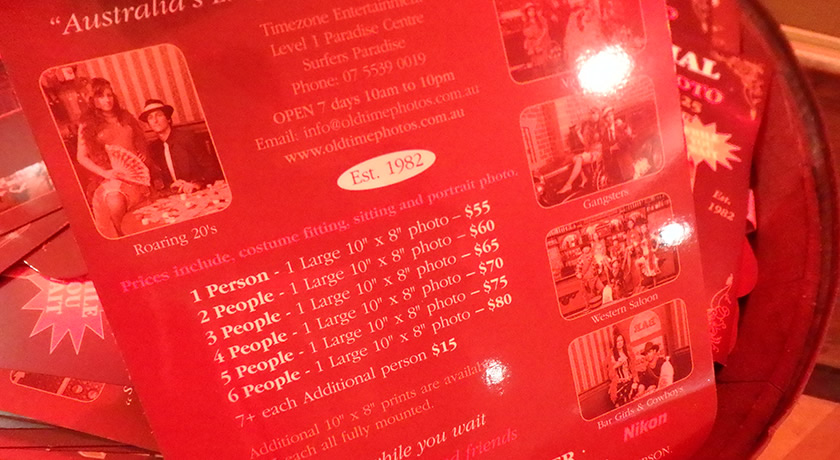 "Australia's
Timezone Entertainment
Level 1 Paradise Centre
Surfers Paradise
Phone: 07 5539 0019
OPEN 7 days 10am to 10pm
Email: info@oldtimephotos.com.au
www.oldtimephotos.com.au
Est. 1982
Roaring 20's
Gangsters
Western Saloon
Bar Girls & Cowboys
Prices include, costume fitting, sitting and portrait photo.
1 Person - 1 Large 10" x 8" photo – $55
2 People - 1 Large 10" x 8" photo – $60
3 People - 1 Large 10" x 8" photo – $65
4 People - 1 Large 10" x 8" photo – $70
5 People - 1 Large 10" x 8" photo – $75
6 People - 1 Large 10" x 8" photo – $80
7+ each Additional person $15
Additional 10" x 8" prints are
each all fully mounted.
while you wait
friends
Nikon
OTO
25
Est.
1982
YOU